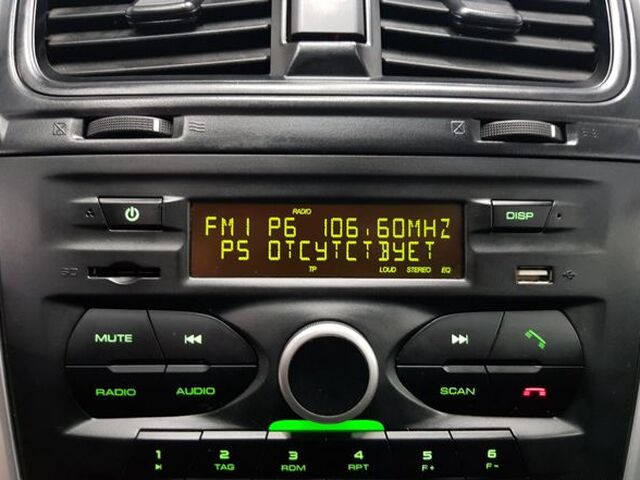 RADIO
FM1 P6 106.60MHZ
PS ОТСУТСТВУЕТ
TP LOUD STEREO EQ
DISP
SD
MUTE
RADIO AUDIO
SCAN
1 2 3 4 5 6
TAG RDM RPT F+ F-